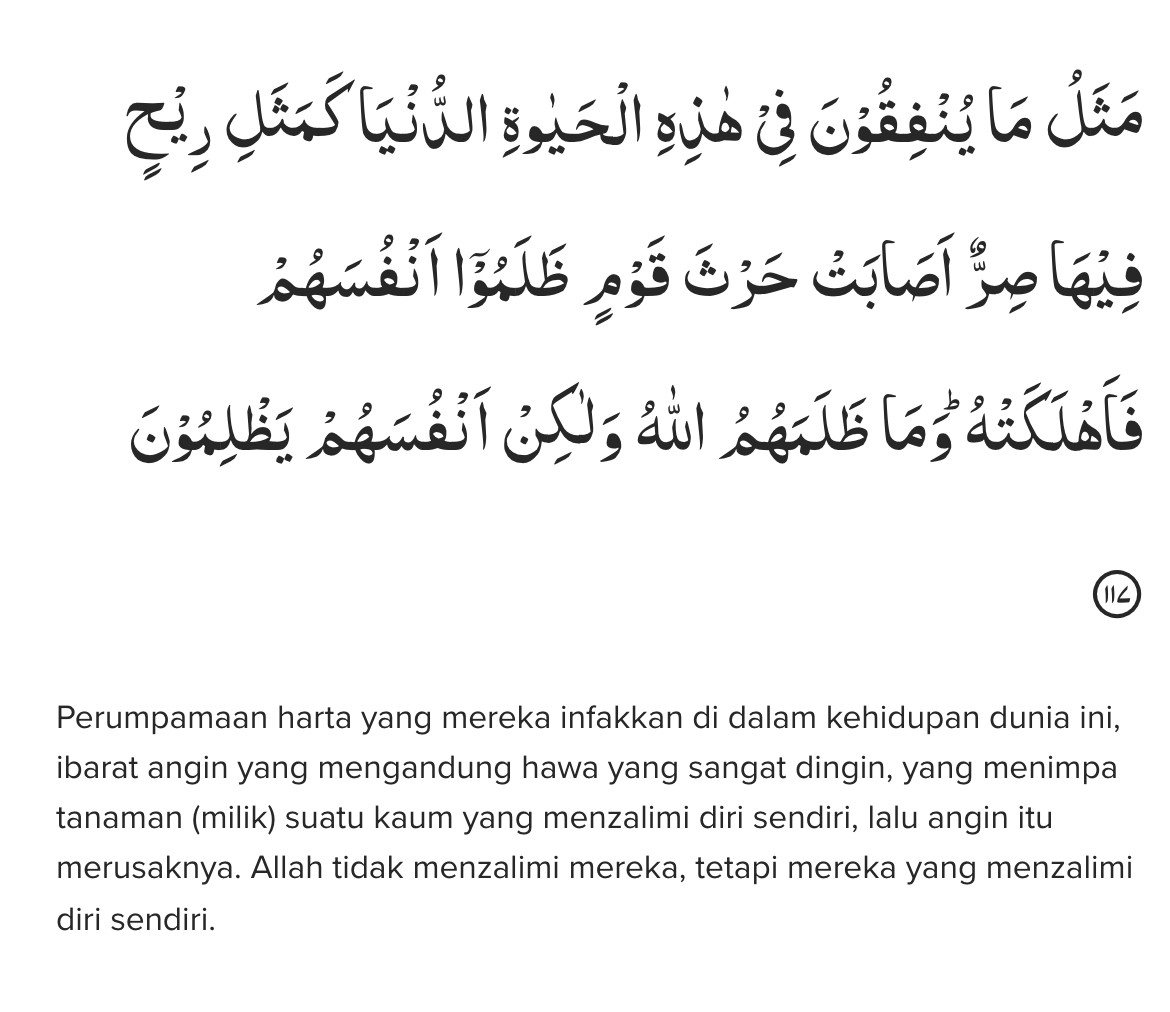 مَثَلُ مَا يُنْفِقُوْنَ فِيْ هٰذِهِ الْحَيٰوةِ الدُّنْيَا كَمَثَلِ رِيْحٍ
فِيْهَا صِرٌّ اَصَابَتْ حَرْثَ قَوْمٍ ظَلَمُوْٓا اَنْفُسَهُمْ
فَاَهْلَكَتْهُ ۗوَمَا ظَلَمَهُمُ اللّٰهُ وَلٰكِنْ اَنْفُسَهُمْ يَظْلِمُوْنَ
١١٧
Perumpamaan harta yang mereka infakkan di dalam kehidupan dunia ini,
ibarat angin yang mengandung hawa yang sangat dingin, yang menimpa
tanaman (milik) suatu kaum yang menzalimi diri sendiri, lalu angin itu
merusaknya. Allah tidak menzalimi mereka, tetapi mereka yang menzalimi
diri sendiri.